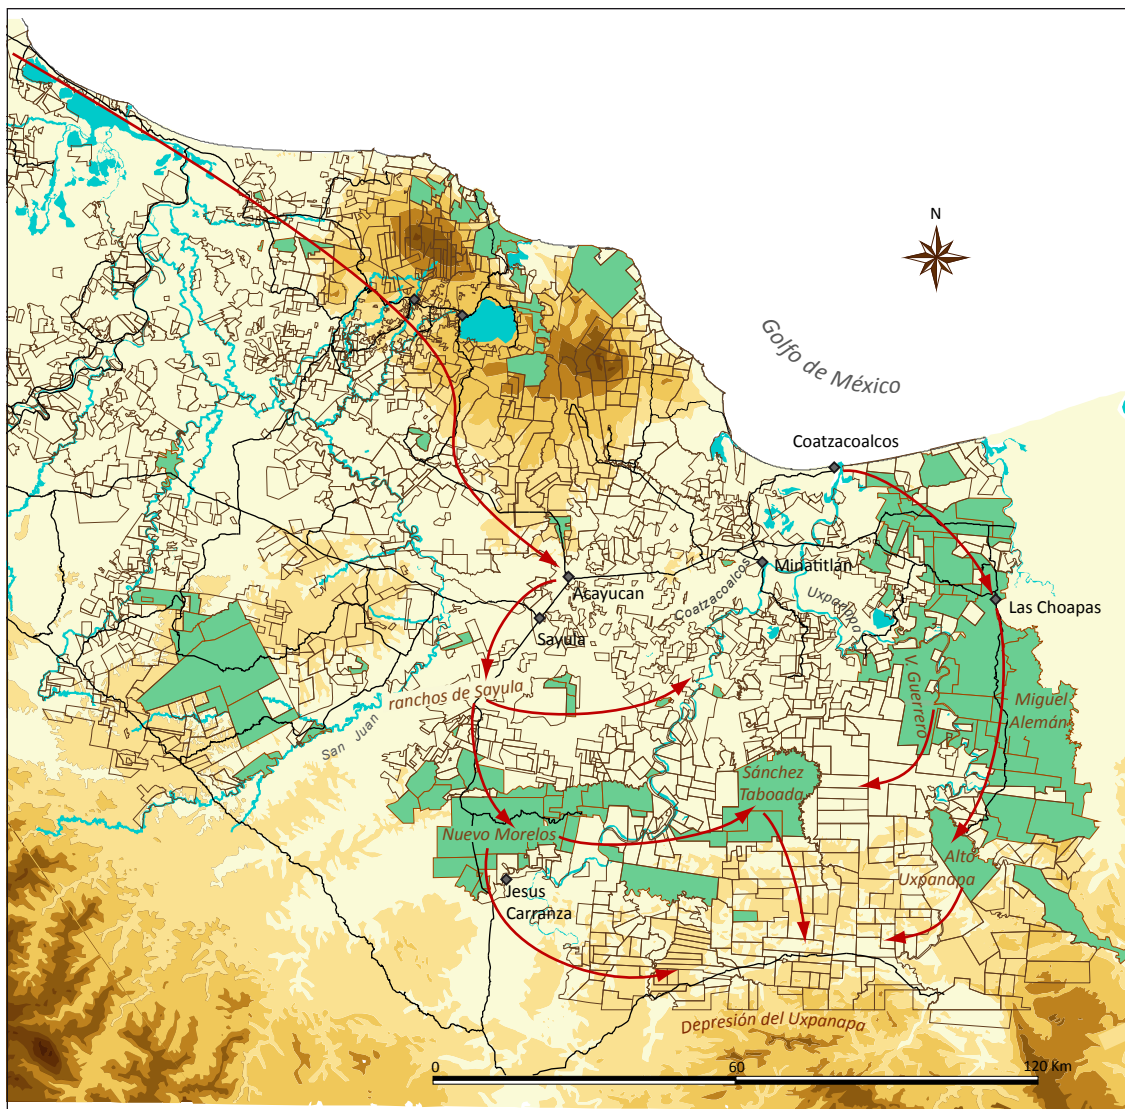 N
Golfo de México
Coatzacoalcos
Minatitlán
Coatzacoalcos
Uxpanapa
Acayucan
Las Choapas
Sayula
ranchos de Sayula
V. Guerrero
Miguel
Alemán
San Juan
Sánchez
Taboada
Nuevo Morelos
Alto
Uxpanapa
Jesus
Carranza
Depresión del Uxpanapa
0
60
120 Km